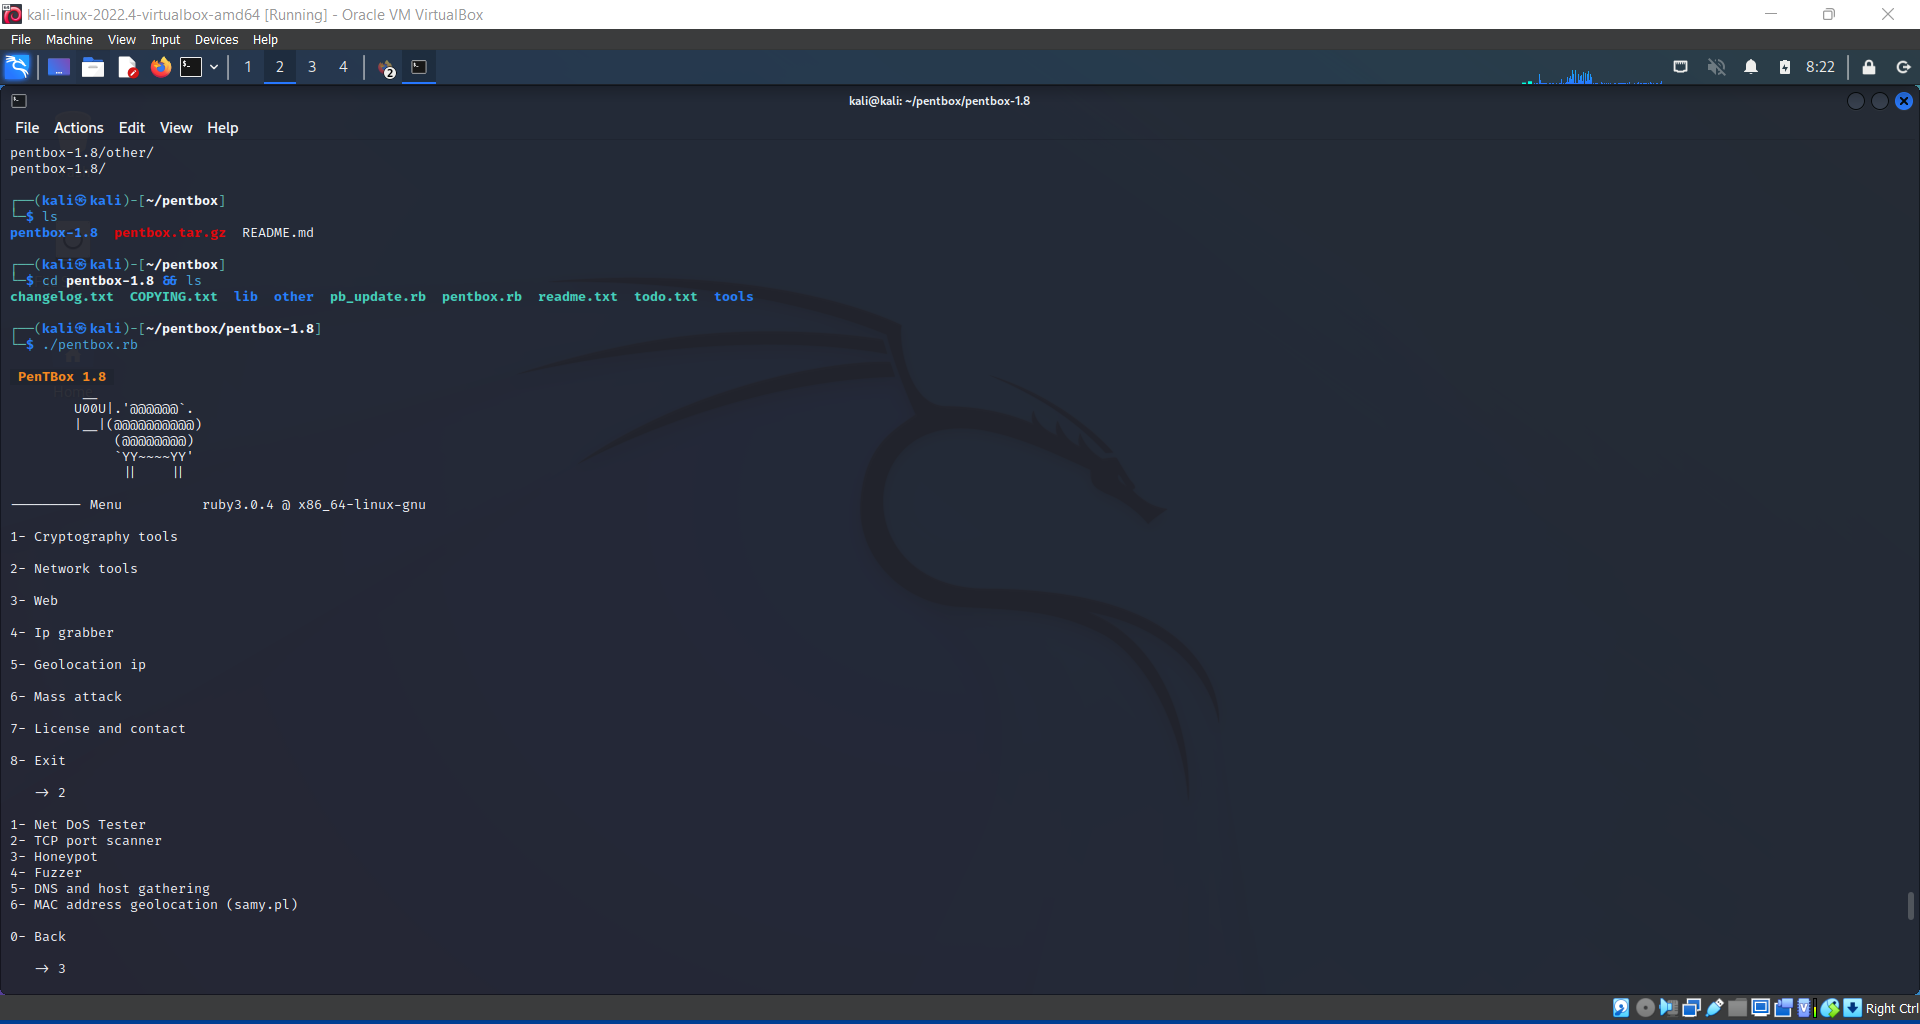 kali-linux-2022.4-virtualbox-amd64 [Running] - Oracle VM VirtualBox
File Machine View Input Devices Help
1 2 3 4 2 8:22
kali@kali: ~/pentbox/pentbox-1.8
File Actions Edit View Help
pentbox-1.8/other/
pentbox-1.8/
┌──(kali㉿kali)-[~/pentbox]
└─$ ls
pentbox-1.8 pentbox.tar.gz README.md
┌──(kali㉿kali)-[~/pentbox]
└─$ cd pentbox-1.8 && ls
changelog.txt COPYING.txt lib other pb_update.rb pentbox.rb readme.txt todo.txt tools
┌──(kali㉿kali)-[~/pentbox/pentbox-1.8]
└─$ ./pentbox.rb
PenTBox 1.8
        __
       U00U|.'@@@@@@`.
       |__|(@@@@@@@@@@)
            (@@@@@@@@)
            `YY~~~~YY'
             ||    ||
--------- Menu          ruby3.0.4 @ x86_64-linux-gnu
1- Cryptography tools
2- Network tools
3- Web
4- Ip grabber
5- Geolocation ip
6- Mass attack
7- License and contact
8- Exit
-> 2
1- Net DoS Tester
2- TCP port scanner
3- Honeypot
4- Fuzzer
5- DNS and host gathering
6- MAC address geolocation (samy.pl)
0- Back
-> 3
Right Ctrl